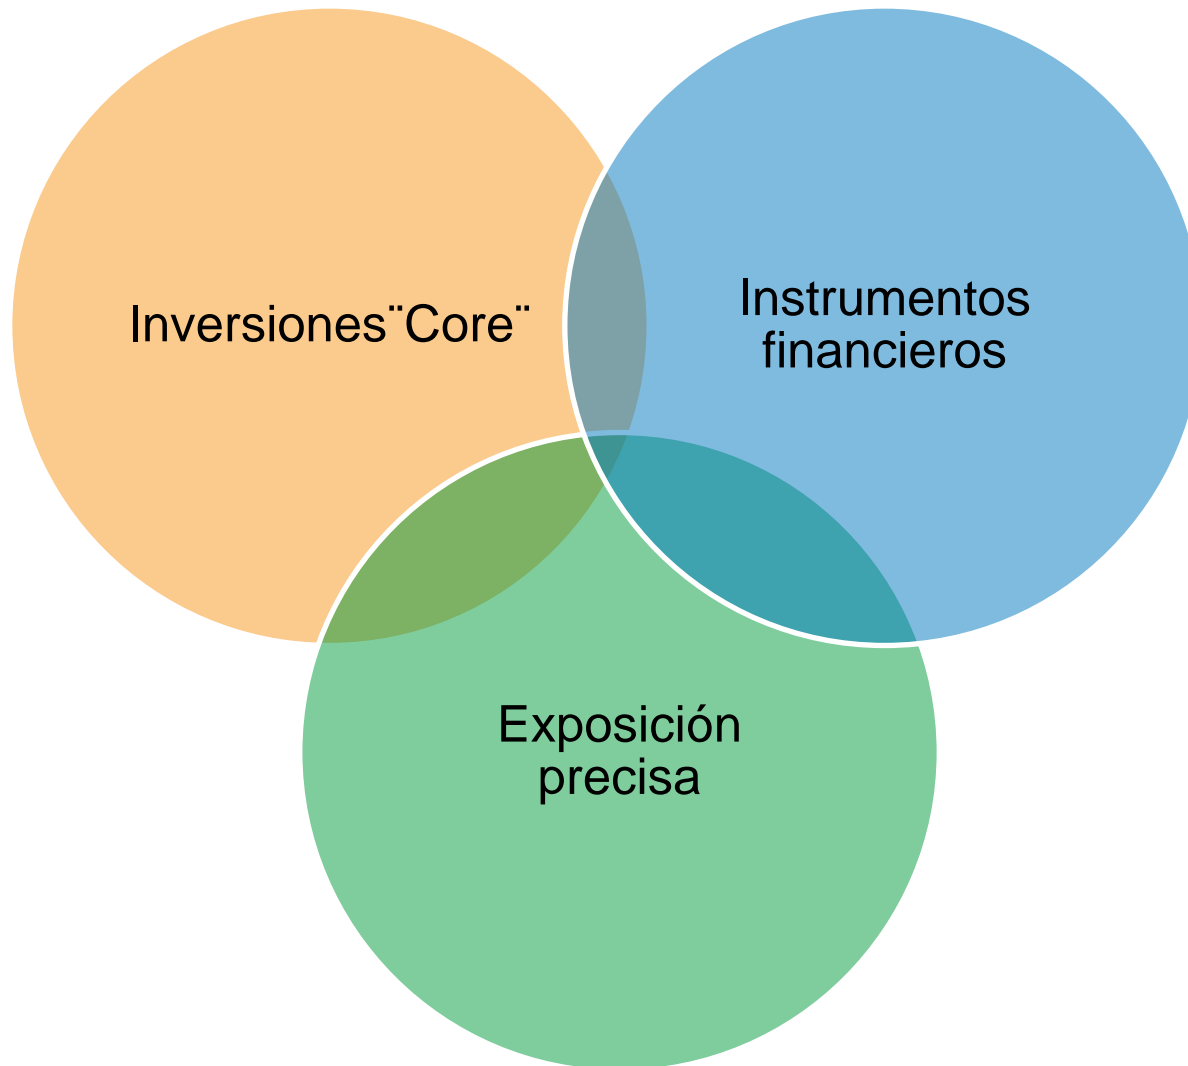 Inversiones¨Core¨
Instrumentos
financieros
Exposición
precisa